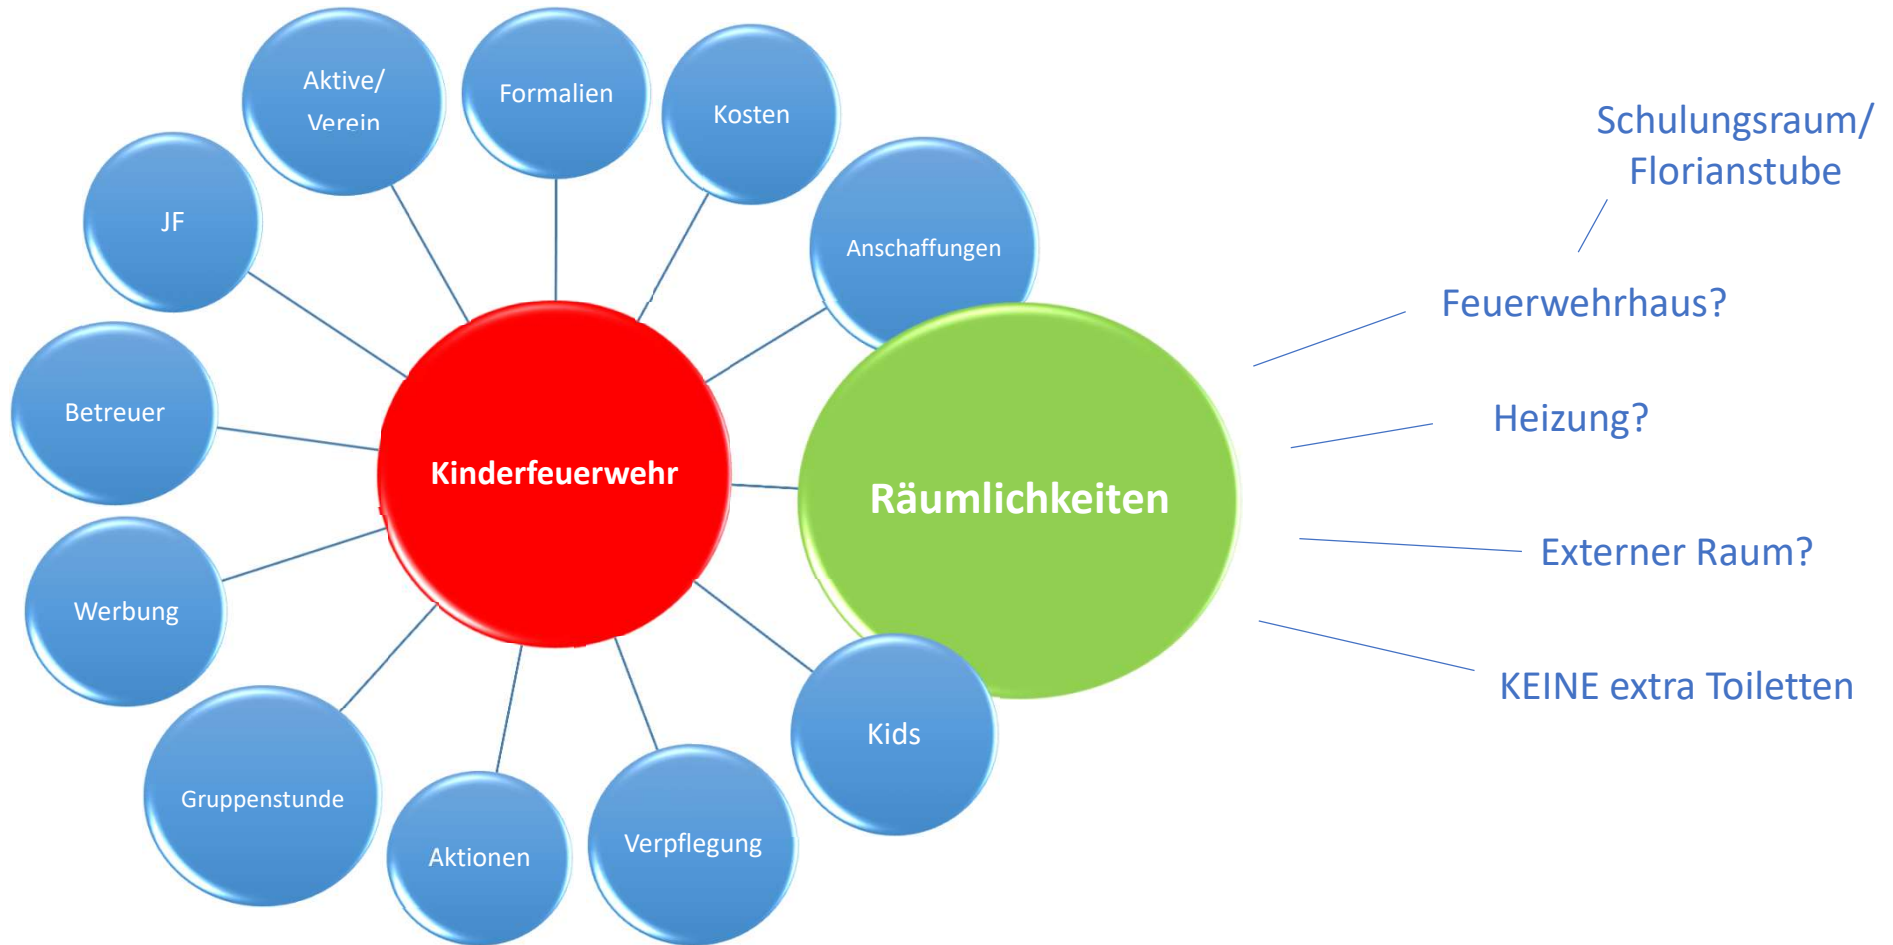 Aktive/
Verein
Formalien
Kosten
Anschaffungen
JF
Betreuer
Werbung
Gruppenstunde
Aktionen
Verpflegung
Kids
Kinderfeuerwehr
Räumlichkeiten
Schulungsraum/
Florianstube
Feuerwehrhaus?
Heizung?
Externer Raum?
KEINE extra Toiletten